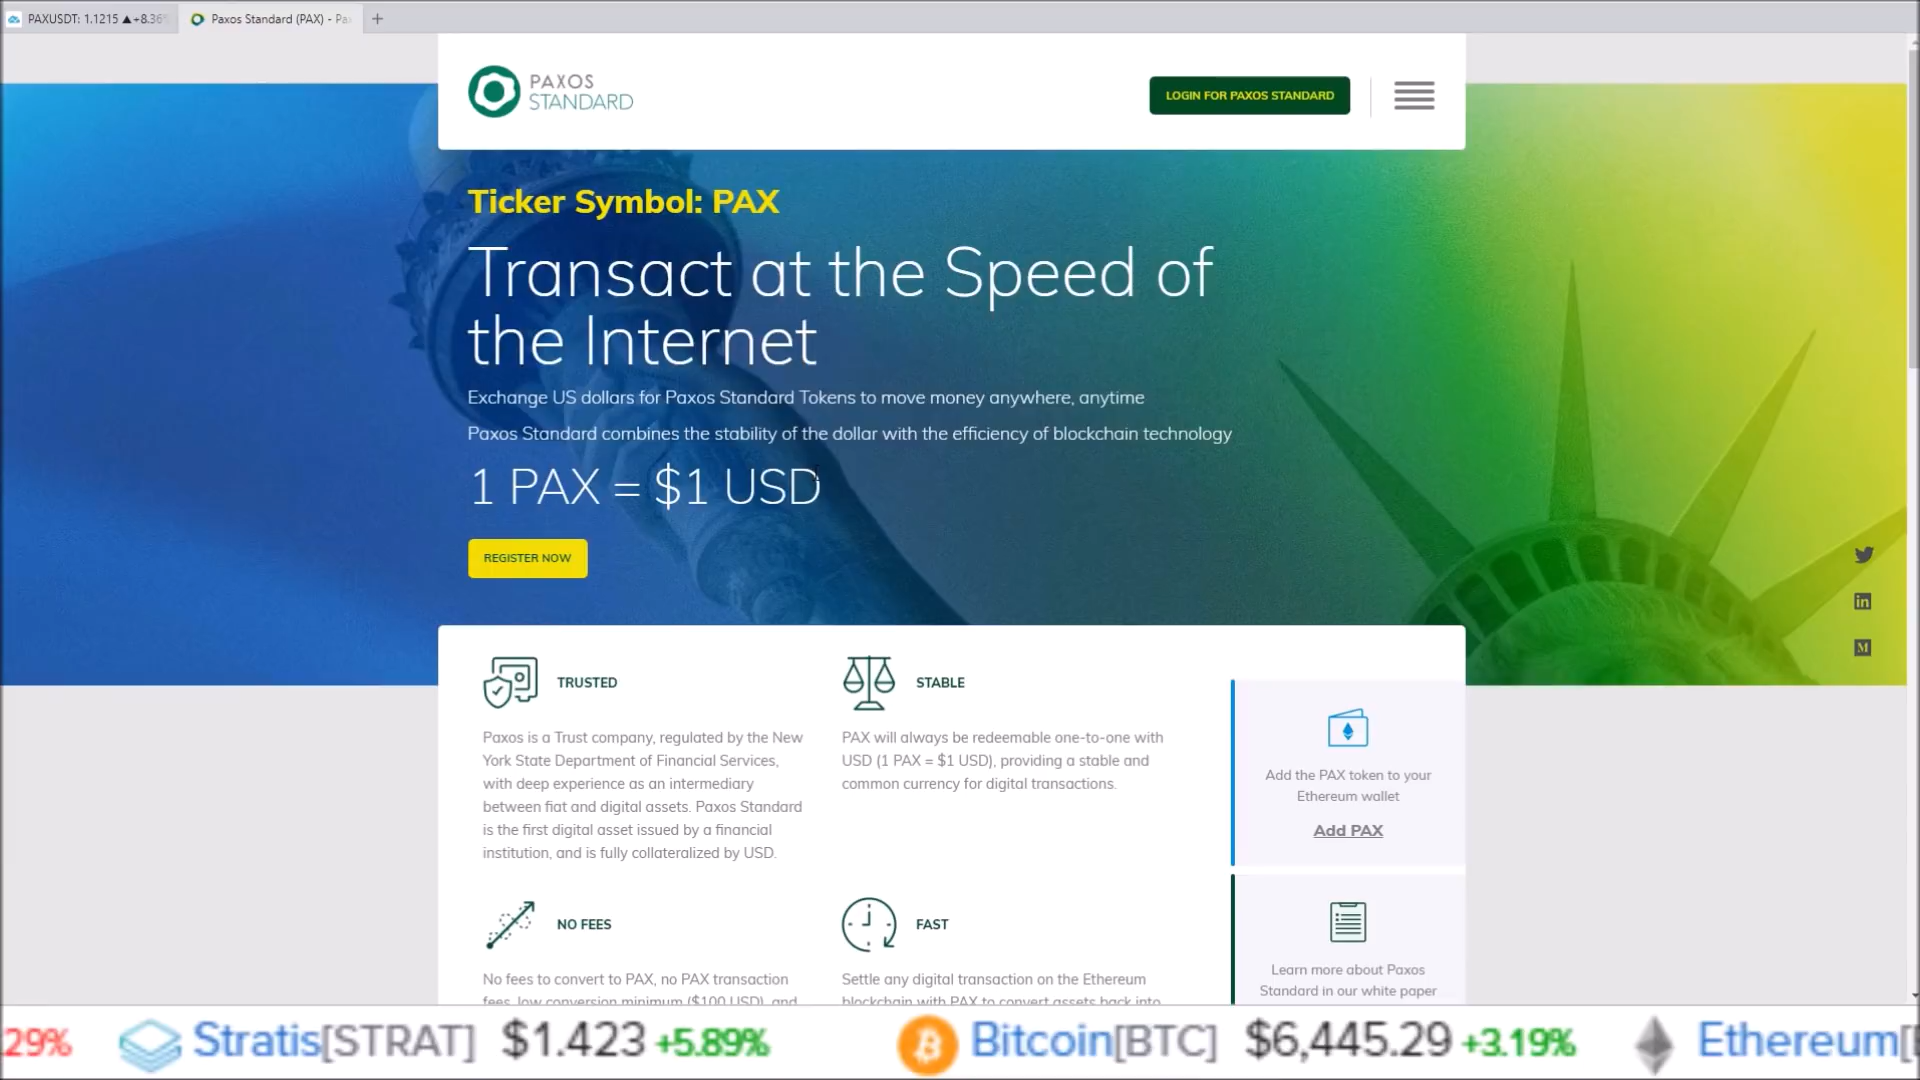 PAXUSDT: 1.1215 ▲+8.36%
Paxos Standard (PAX) - Pa
PAXOS
STANDARD
LOGIN FOR PAXOS STANDARD
Ticker Symbol: PAX
Transact at the Speed of
the Internet
Exchange US dollars for Paxos Standard Tokens to move money anywhere, anytime
Paxos Standard combines the stability of the dollar with the efficiency of blockchain technology
1 PAX = $1 USD
REGISTER NOW
TRUSTED
Paxos is a Trust company, regulated by the New
York State Department of Financial Services,
with deep experience as an intermediary
between fiat and digital assets. Paxos Standard
is the first digital asset issued by a financial
institution, and is fully collateralized by USD.
STABLE
PAX will always be redeemable one-to-one with
USD (1 PAX = $1 USD), providing a stable and
common currency for digital transactions.
NO FEES
No fees to convert to PAX, no PAX transaction
fees, low conversion minimum ($100 USD), and
FAST
Settle any digital transaction on the Ethereum
blockchain with PAX to convert assets back into
Add the PAX token to your
Ethereum wallet
Add PAX
Learn more about Paxos
Standard in our white paper
29% Stratis[STRAT] $1.423 +5.89% Bitcoin[BTC] $6,445.29 +3.19% Ethereum[